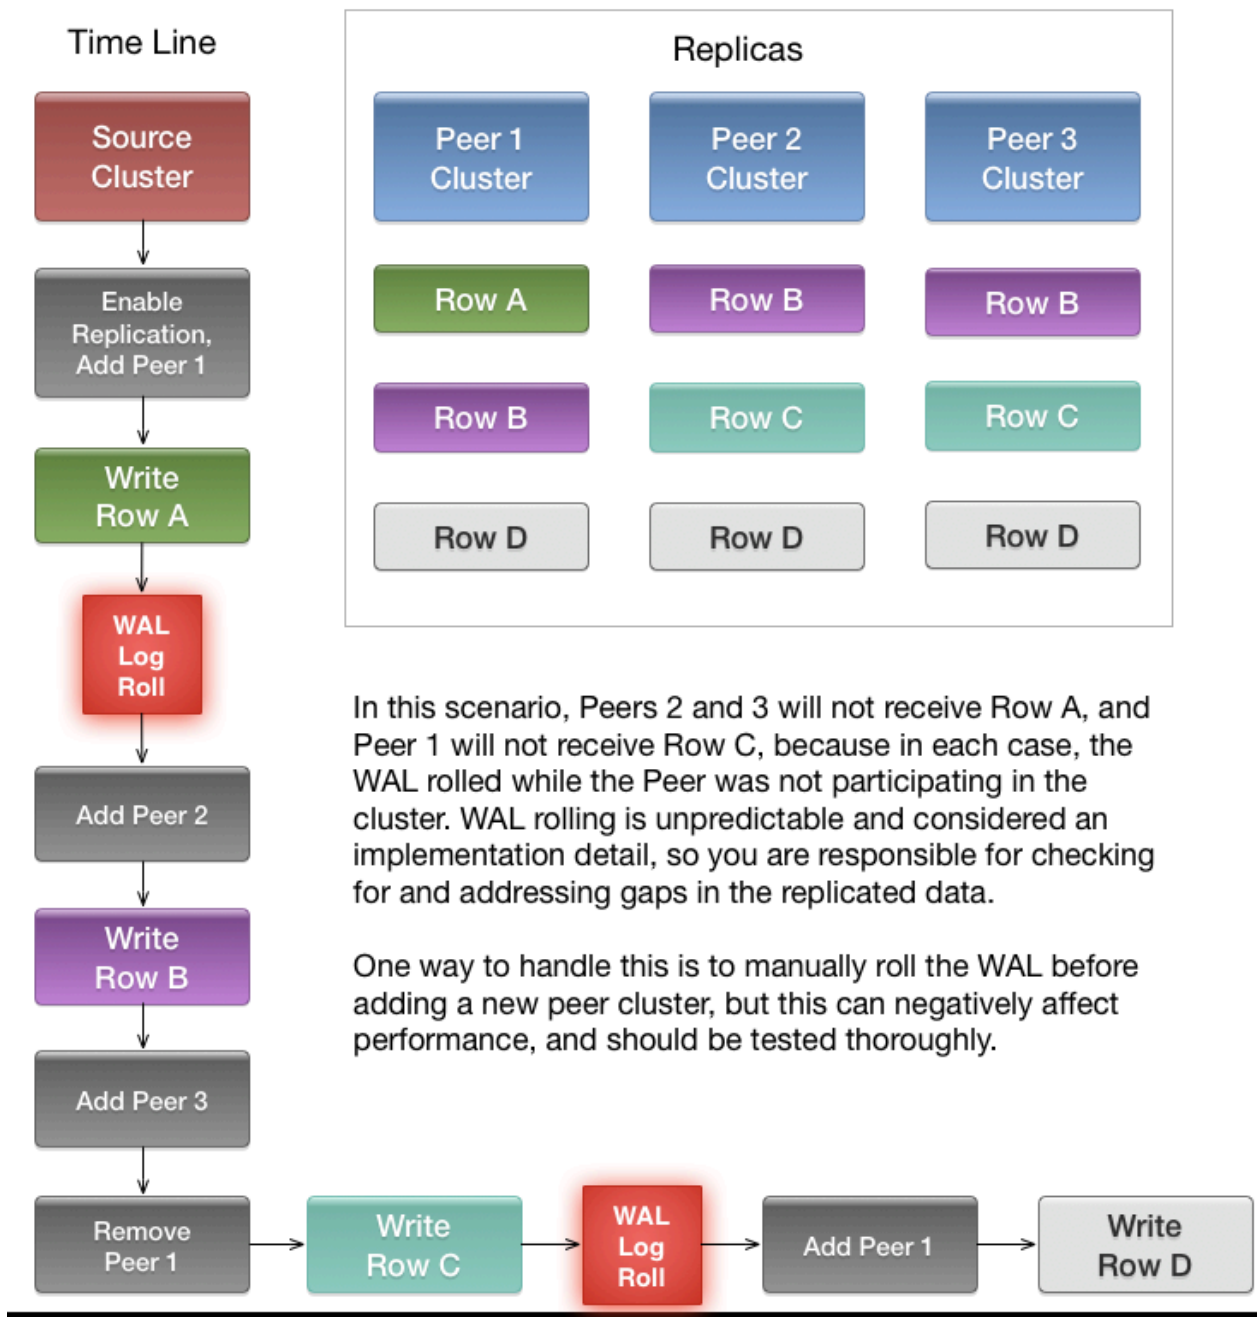 Time Line
Source
Cluster
Enable
Replication,
Add Peer 1
Write
Row A
WAL
Log
Roll
Add Peer 2
Write
Row B
Add Peer 3
Remove
Peer 1
Write
Row C
WAL
Log
Roll
Add Peer 1
Write
Row D
Replicas
Peer 1
Cluster
Peer 2
Cluster
Peer 3
Cluster
Row A
Row B
Row B
Row B
Row C
Row C
Row D
Row D
Row D
In this scenario, Peers 2 and 3 will not receive Row A, and
Peer 1 will not receive Row C, because in each case, the
WAL rolled while the Peer was not participating in the
cluster. WAL rolling is unpredictable and considered an
implementation detail, so you are responsible for checking
for and addressing gaps in the replicated data.
One way to handle this is to manually roll the WAL before
adding a new peer cluster, but this can negatively affect
performance, and should be tested thoroughly.